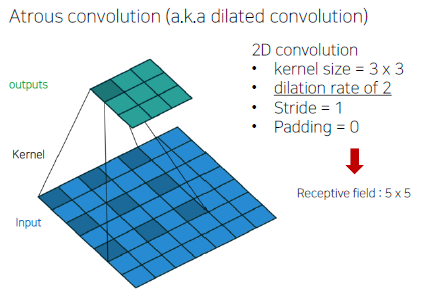 Atrous convolution (a.k.a dilated convolution)
2D convolution
• kernel size = 3 x 3
• dilation rate of 2
• Stride = 1
• Padding = 0
Receptive field : 5 x 5
outputs
Kernel
Input